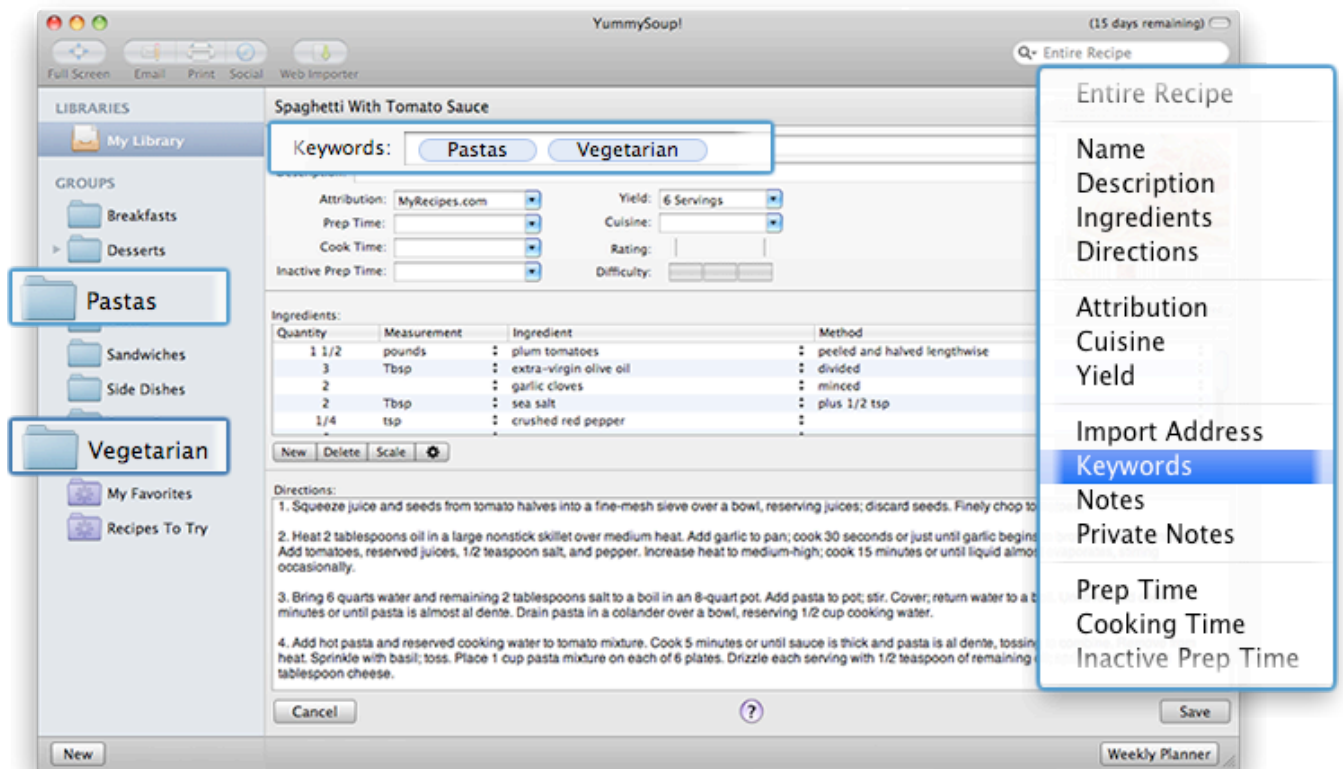 YummySoup!
(15 days remaining)
Full Screen Email Print Social Web Importer
Entire Recipe
LIBRARIES
My Library
GROUPS
Breakfasts
Desserts
Pastas
Sandwiches
Side Dishes
Vegetarian
My Favorites
Recipes To Try
Spaghetti With Tomato Sauce
Keywords: Pastas Vegetarian
Description:
Attribution: MyRecipes.com Yield: 6 Servings
Prep Time: Cuisine:
Cook Time: Rating:
Inactive Prep Time: Difficulty:
Ingredients:
Quantity Measurement Ingredient Method
1 1/2 pounds plum tomatoes peeled and halved lengthwise
3 Tbsp extra-virgin olive oil divided
2 garlic cloves minced
2 Tbsp sea salt plus 1/2 tsp
1/4 tsp crushed red pepper
New Delete Scale
Directions:
1. Squeeze juice and seeds from tomato halves into a fine-mesh sieve over a bowl, reserving juices; discard seeds. Finely chop
2. Heat 2 tablespoons oil in a large nonstick skillet over medium heat. Add garlic to pan; cook 30 seconds or just until garlic begins
Add tomatoes, reserved juices, 1/2 teaspoon salt, and pepper. Increase heat to medium-high; cook 15 minutes or until liquid
occasionally.
3. Bring 6 quarts water and remaining 2 tablespoons salt to a boil in an 8-quart pot. Add pasta to pot; stir. Cover; return water to a
minutes or until pasta is almost al dente. Drain pasta in a colander over a bowl, reserving 1/2 cup cooking water.
4. Add hot pasta and reserved cooking water to tomato mixture. Cook 5 minutes or until sauce is thick and pasta is al dente,
heat. Sprinkle with basil; toss. Place 1 cup pasta mixture on each of 6 plates. Drizzle each serving with 1/2 teaspoon of remaining
tablespoon cheese.
Cancel ? Save
New Weekly Planner
Entire Recipe
Name
Description
Ingredients
Directions
Attribution
Cuisine
Yield
Import Address
Keywords
Notes
Private Notes
Prep Time
Cooking Time
Inactive Prep Time